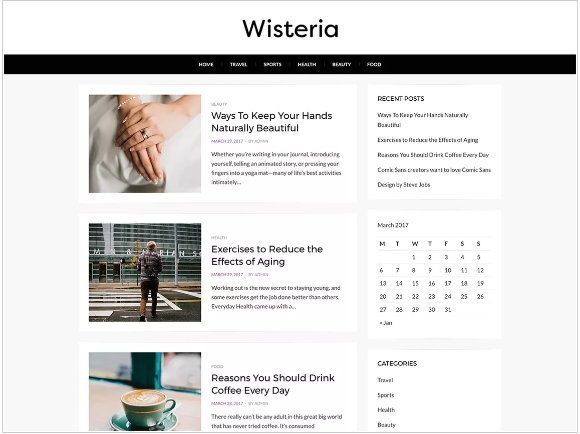 Wisteria
HOME TRAVEL SPORTS HEALTH BEAUTY FOOD
BEAUTY
Ways To Keep Your Hands
Naturally Beautiful
MARCH 29, 2017 - BY ADMIN
Whether you're writing in your journal, introducing
yourself, telling an animated story, or pressing your
fingers into a yoga mat—many of life's best activities
intimately...
HEALTH
Exercises to Reduce the
Effects of Aging
MARCH 29, 2017 - BY ADMIN
Working out is the new secret to staying young, and
some exercises get the job done better than others.
Everyday Health came up with a...
FOOD
Reasons You Should Drink
Coffee Every Day
MARCH 28, 2017 - BY ADMIN
There really can't be any adult in this great big world
that has never tried coffee. It's consumed
RECENT POSTS
Ways To Keep Your Hands Naturally
Beautiful
Exercises to Reduce the Effects of Aging
Reasons You Should Drink Coffee Every Day
Comic Sans creators want to love Comic Sans
Design by Steve Jobs
March 2017
M T W T F S S
1 2 3 4 5
6 7 8 9 10 11 12
13 14 15 16 17 18 19
20 21 22 23 24 25 26
27 28 29 30 31
« Jan
CATEGORIES
Travel
Sports
Health
Beauty